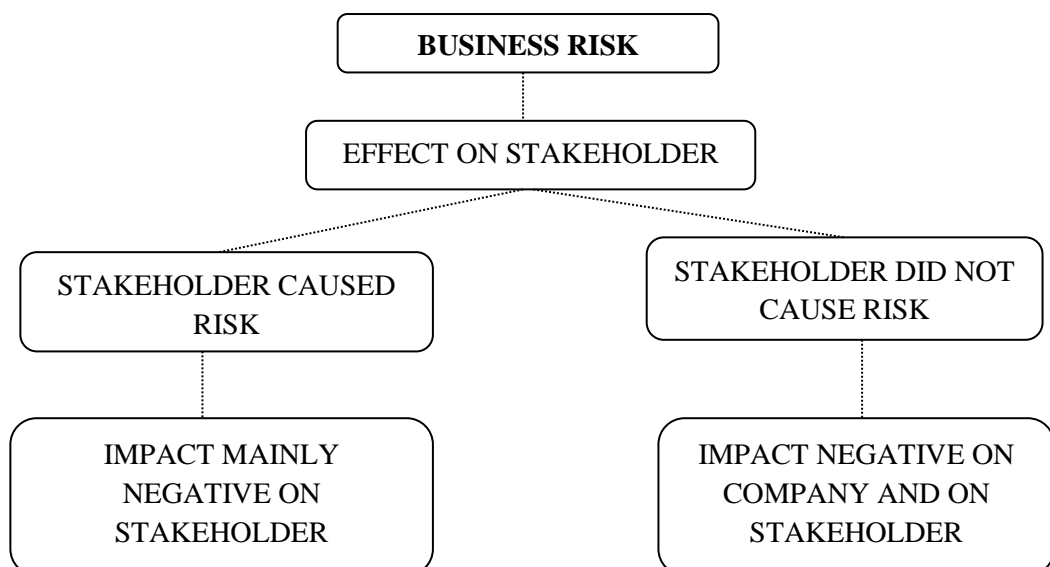 BUSINESS RISK
EFFECT ON STAKEHOLDER
STAKEHOLDER CAUSED
RISK
STAKEHOLDER DID NOT
CAUSE RISK
IMPACT MAINLY
NEGATIVE ON
STAKEHOLDER
IMPACT NEGATIVE ON
COMPANY AND ON
STAKEHOLDER